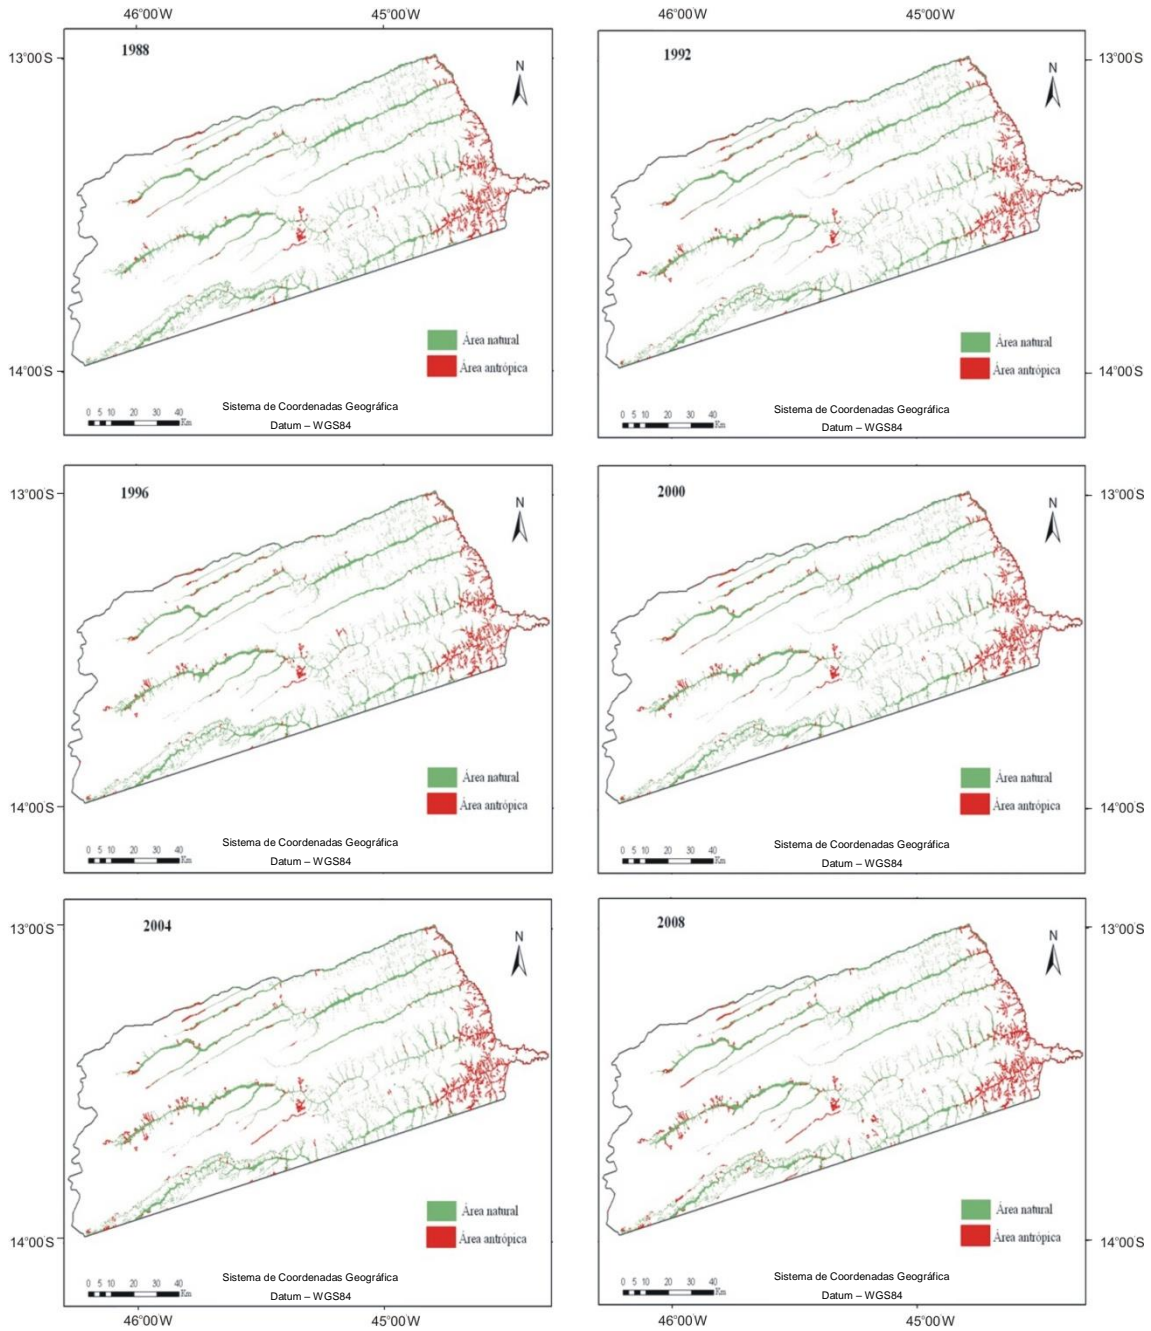 46°00'W 45°00'W 46°00'W 45°00'W
1988
1992
13°00'S
13°00'S
N
N
Área natural
Área antrópica
Área natural
Área antrópica
14°00'S
14°00'S
0 5 10 20 30 40
Km
Sistema de Coordenadas Geográfica
Datum – WGS84
0 5 10 20 30 40
Km
Sistema de Coordenadas Geográfica
Datum – WGS84
1996
2000
13°00'S
13°00'S
N
N
Área natural
Área antrópica
Área natural
Área antrópica
14°00'S
14°00'S
0 5 10 20 30 40
Km
Sistema de Coordenadas Geográfica
Datum – WGS84
0 5 10 20 30 40
Km
Sistema de Coordenadas Geográfica
Datum – WGS84
2004
2008
13°00'S
13°00'S
N
N
Área natural
Área antrópica
Área natural
Área antrópica
14°00'S
14°00'S
0 5 10 20 30 40
Km
Sistema de Coordenadas Geográfica
Datum – WGS84
0 5 10 20 30 40
Km
Sistema de Coordenadas Geográfica
Datum – WGS84
46°00'W 45°00'W 46°00'W 45°00'W